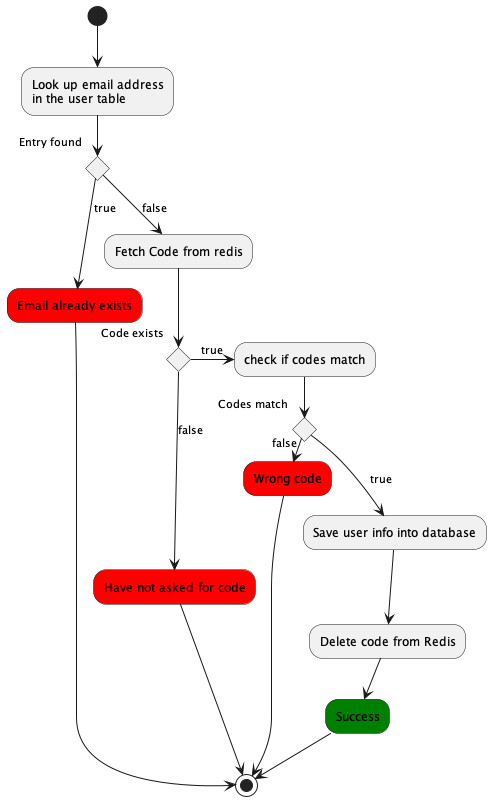 Look up email address
in the user table
Entry found
true
false
Fetch Code from redis
Email already exists
Code exists
true
check if codes match
Codes match
false
false
Wrong code
true
Save user info into database
Have not asked for code
Delete code from Redis
Success